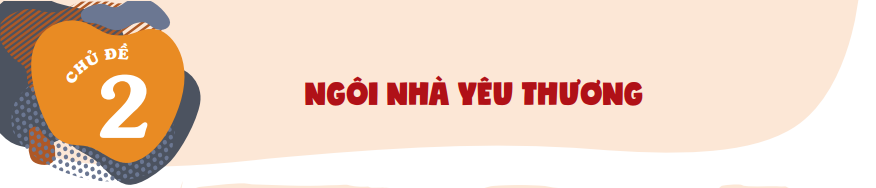 CHỦ ĐỀ
2
NGÔI NHÀ YÊU THƯƠNG